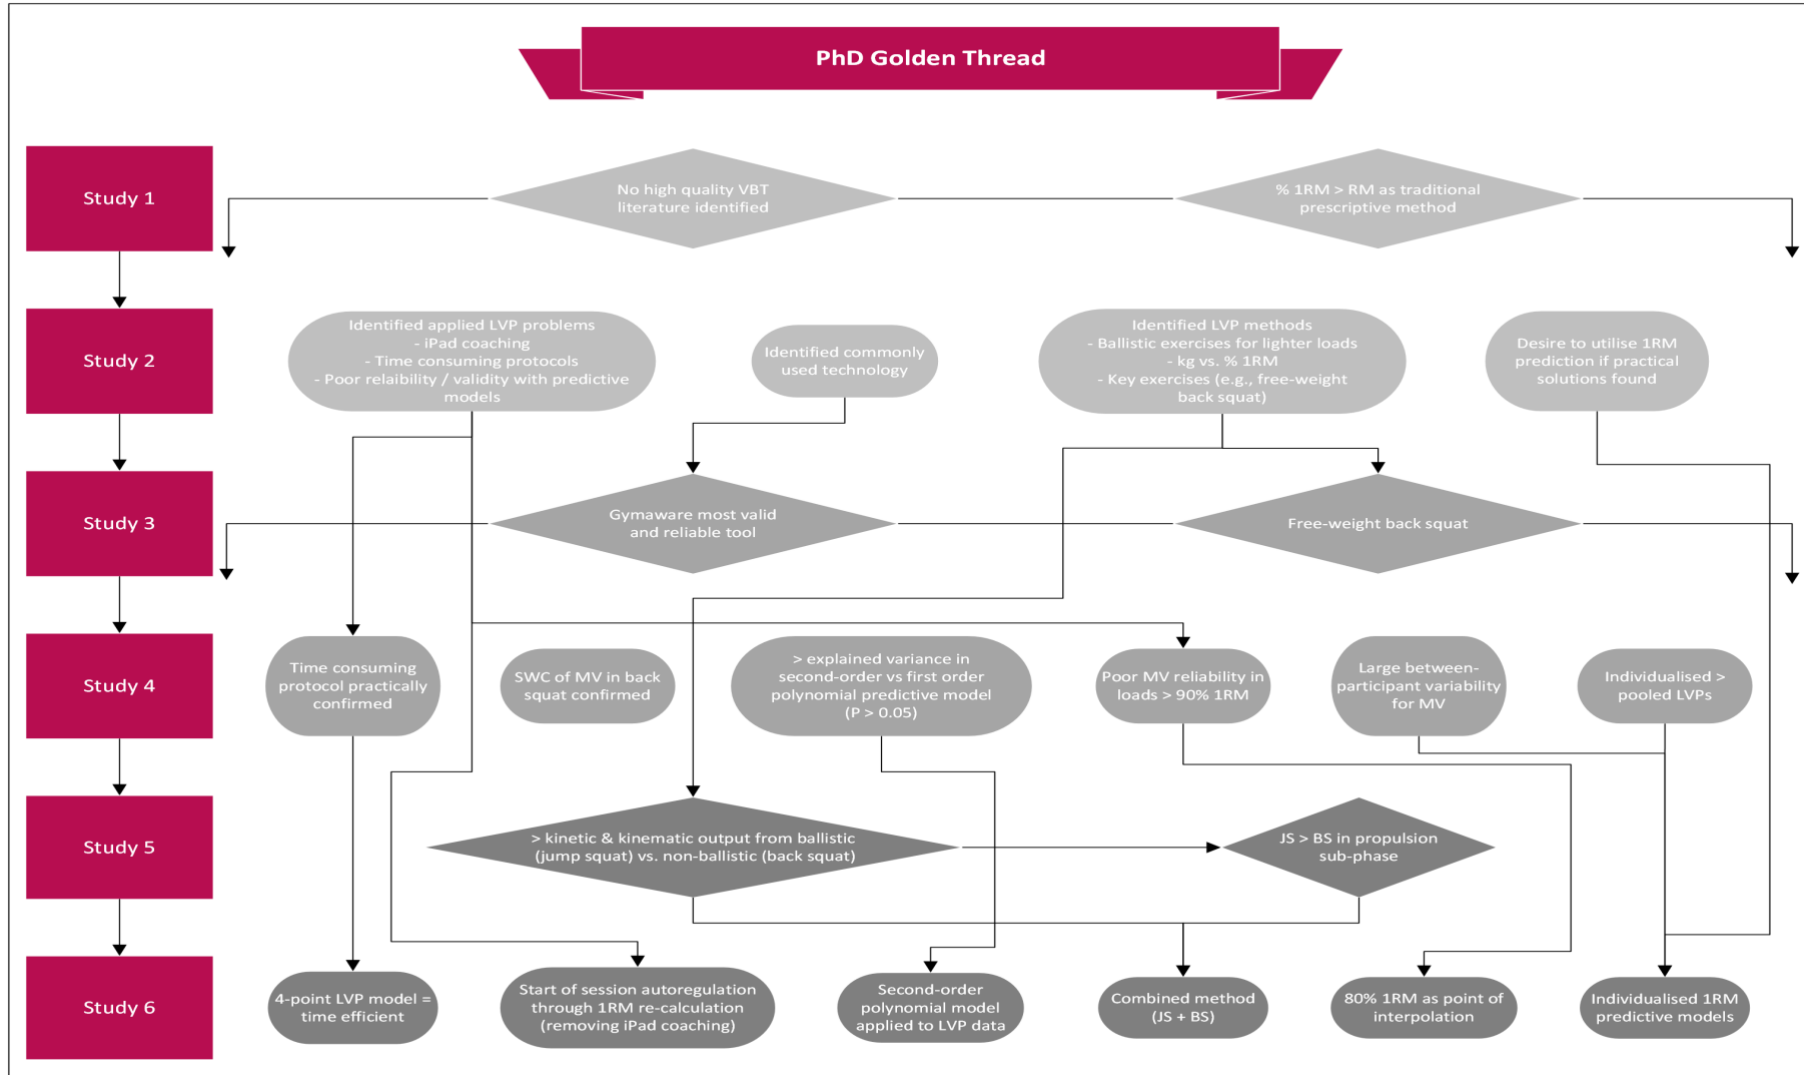 PhD Golden Thread
Study 1
No high quality VBT
literature identified
% 1RM > RM as traditional
prescriptive method
Study 2
Identified applied LVP problems
- iPad coaching
- Time consuming protocols
- Poor relaibility / validity with predictive
models
Identified commonly
used technology
Identified LVP methods
- Ballistic exercises for lighter loads
- kg vs. % 1RM
- Key exercises (e.g., free-weight
back squat)
Desire to utilise 1RM
prediction if practical
solutions found
Study 3
Gymaware most valid
and reliable tool
Free-weight back squat
Study 4
Time consuming
protocol practically
confirmed
SWC of MV in back
squat confirmed
> explained variance in
second-order vs first order
polynomial predictive model
(P > 0.05)
Poor MV reliability in
loads > 90% 1RM
Large between-
participant variability
for MV
Individualised >
pooled LVPs
Study 5
> kinetic & kinematic output from ballistic
(jump squat) vs. non-ballistic (back squat)
JS > BS in propulsion
sub-phase
Study 6
4-point LVP model =
time efficient
Start of session autoregulation
through 1RM re-calculation
(removing iPad coaching)
Second-order
polynomial model
applied to LVP data
Combined method
(JS + BS)
80% 1RM as point of
interpolation
Individualised 1RM
predictive models